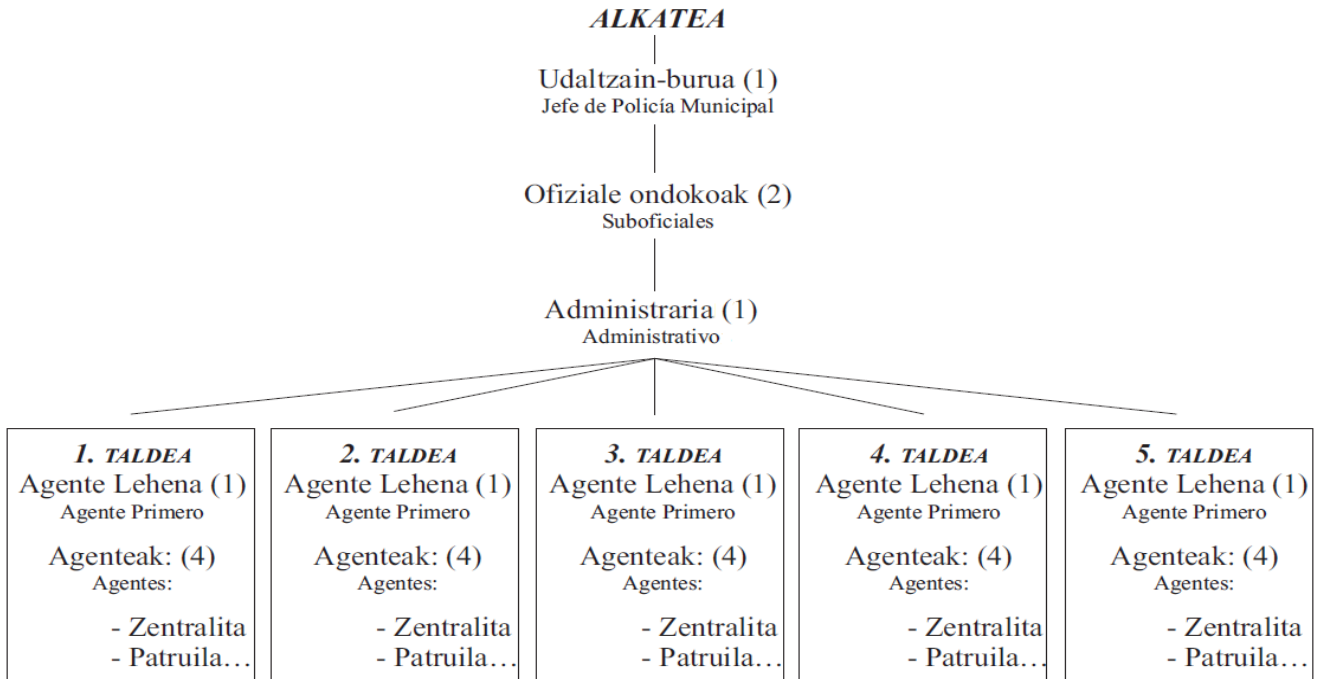 ALKATEA
Udaltzain-burua (1)
Jefe de Policía Municipal
Ofiziale ondokoak (2)
Suboficiales
Administraria (1)
Administrativo
1. TALDEA
Agente Lehena (1)
Agente Primero
Agenteak: (4)
Agentes:
- Zentralita
- Patruila…
2. TALDEA
Agente Lehena (1)
Agente Primero
Agenteak: (4)
Agentes:
- Zentralita
- Patruila…
3. TALDEA
Agente Lehena (1)
Agente Primero
Agenteak: (4)
Agentes:
- Zentralita
- Patruila…
4. TALDEA
Agente Lehena (1)
Agente Primero
Agenteak: (4)
Agentes:
- Zentralita
- Patruila…
5. TALDEA
Agente Lehena (1)
Agente Primero
Agenteak: (4)
Agentes:
- Zentralita
- Patruila…